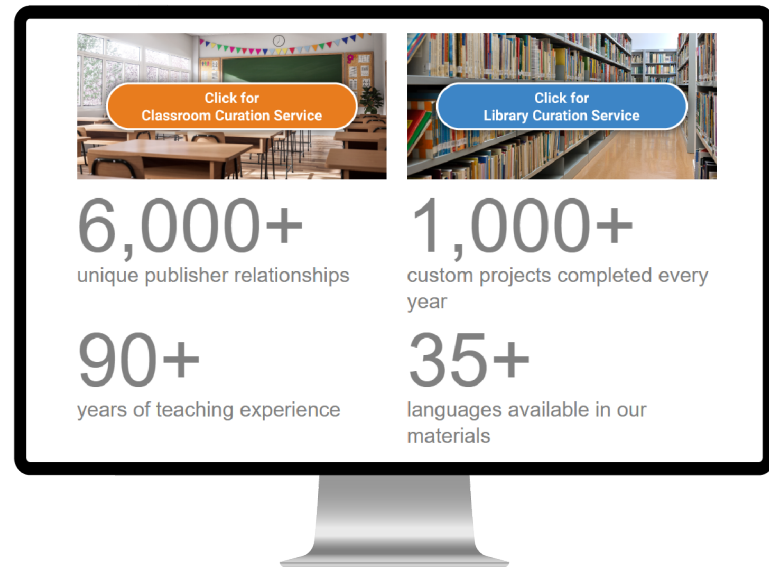 Click for
Classroom Curation Service
Click for
Library Curation Service
6,000+
unique publisher relationships
1,000+
custom projects completed every
year
90+
years of teaching experience
35+
languages available in our
materials